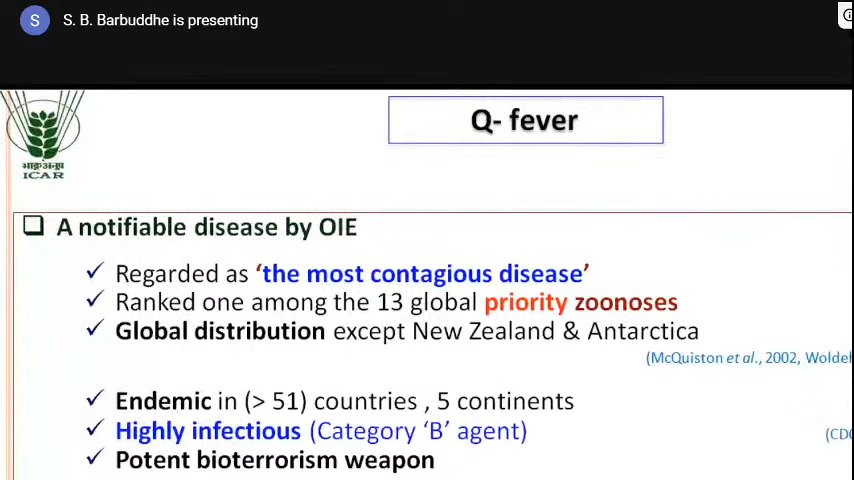 S
S. B. Barbuddhe is presenting
Q- fever
भाकृअनुप
ICAR
❑ A notifiable disease by OIE
✓ Regarded as ‘the most contagious disease’
✓ Ranked one among the 13 global priority zoonoses
✓ Global distribution except New Zealand & Antarctica
(McQuiston et al., 2002,
✓ Endemic in (> 51) countries , 5 continents
✓ Highly infectious (Category ‘B’ agent)
✓ Potent bioterrorism weapon